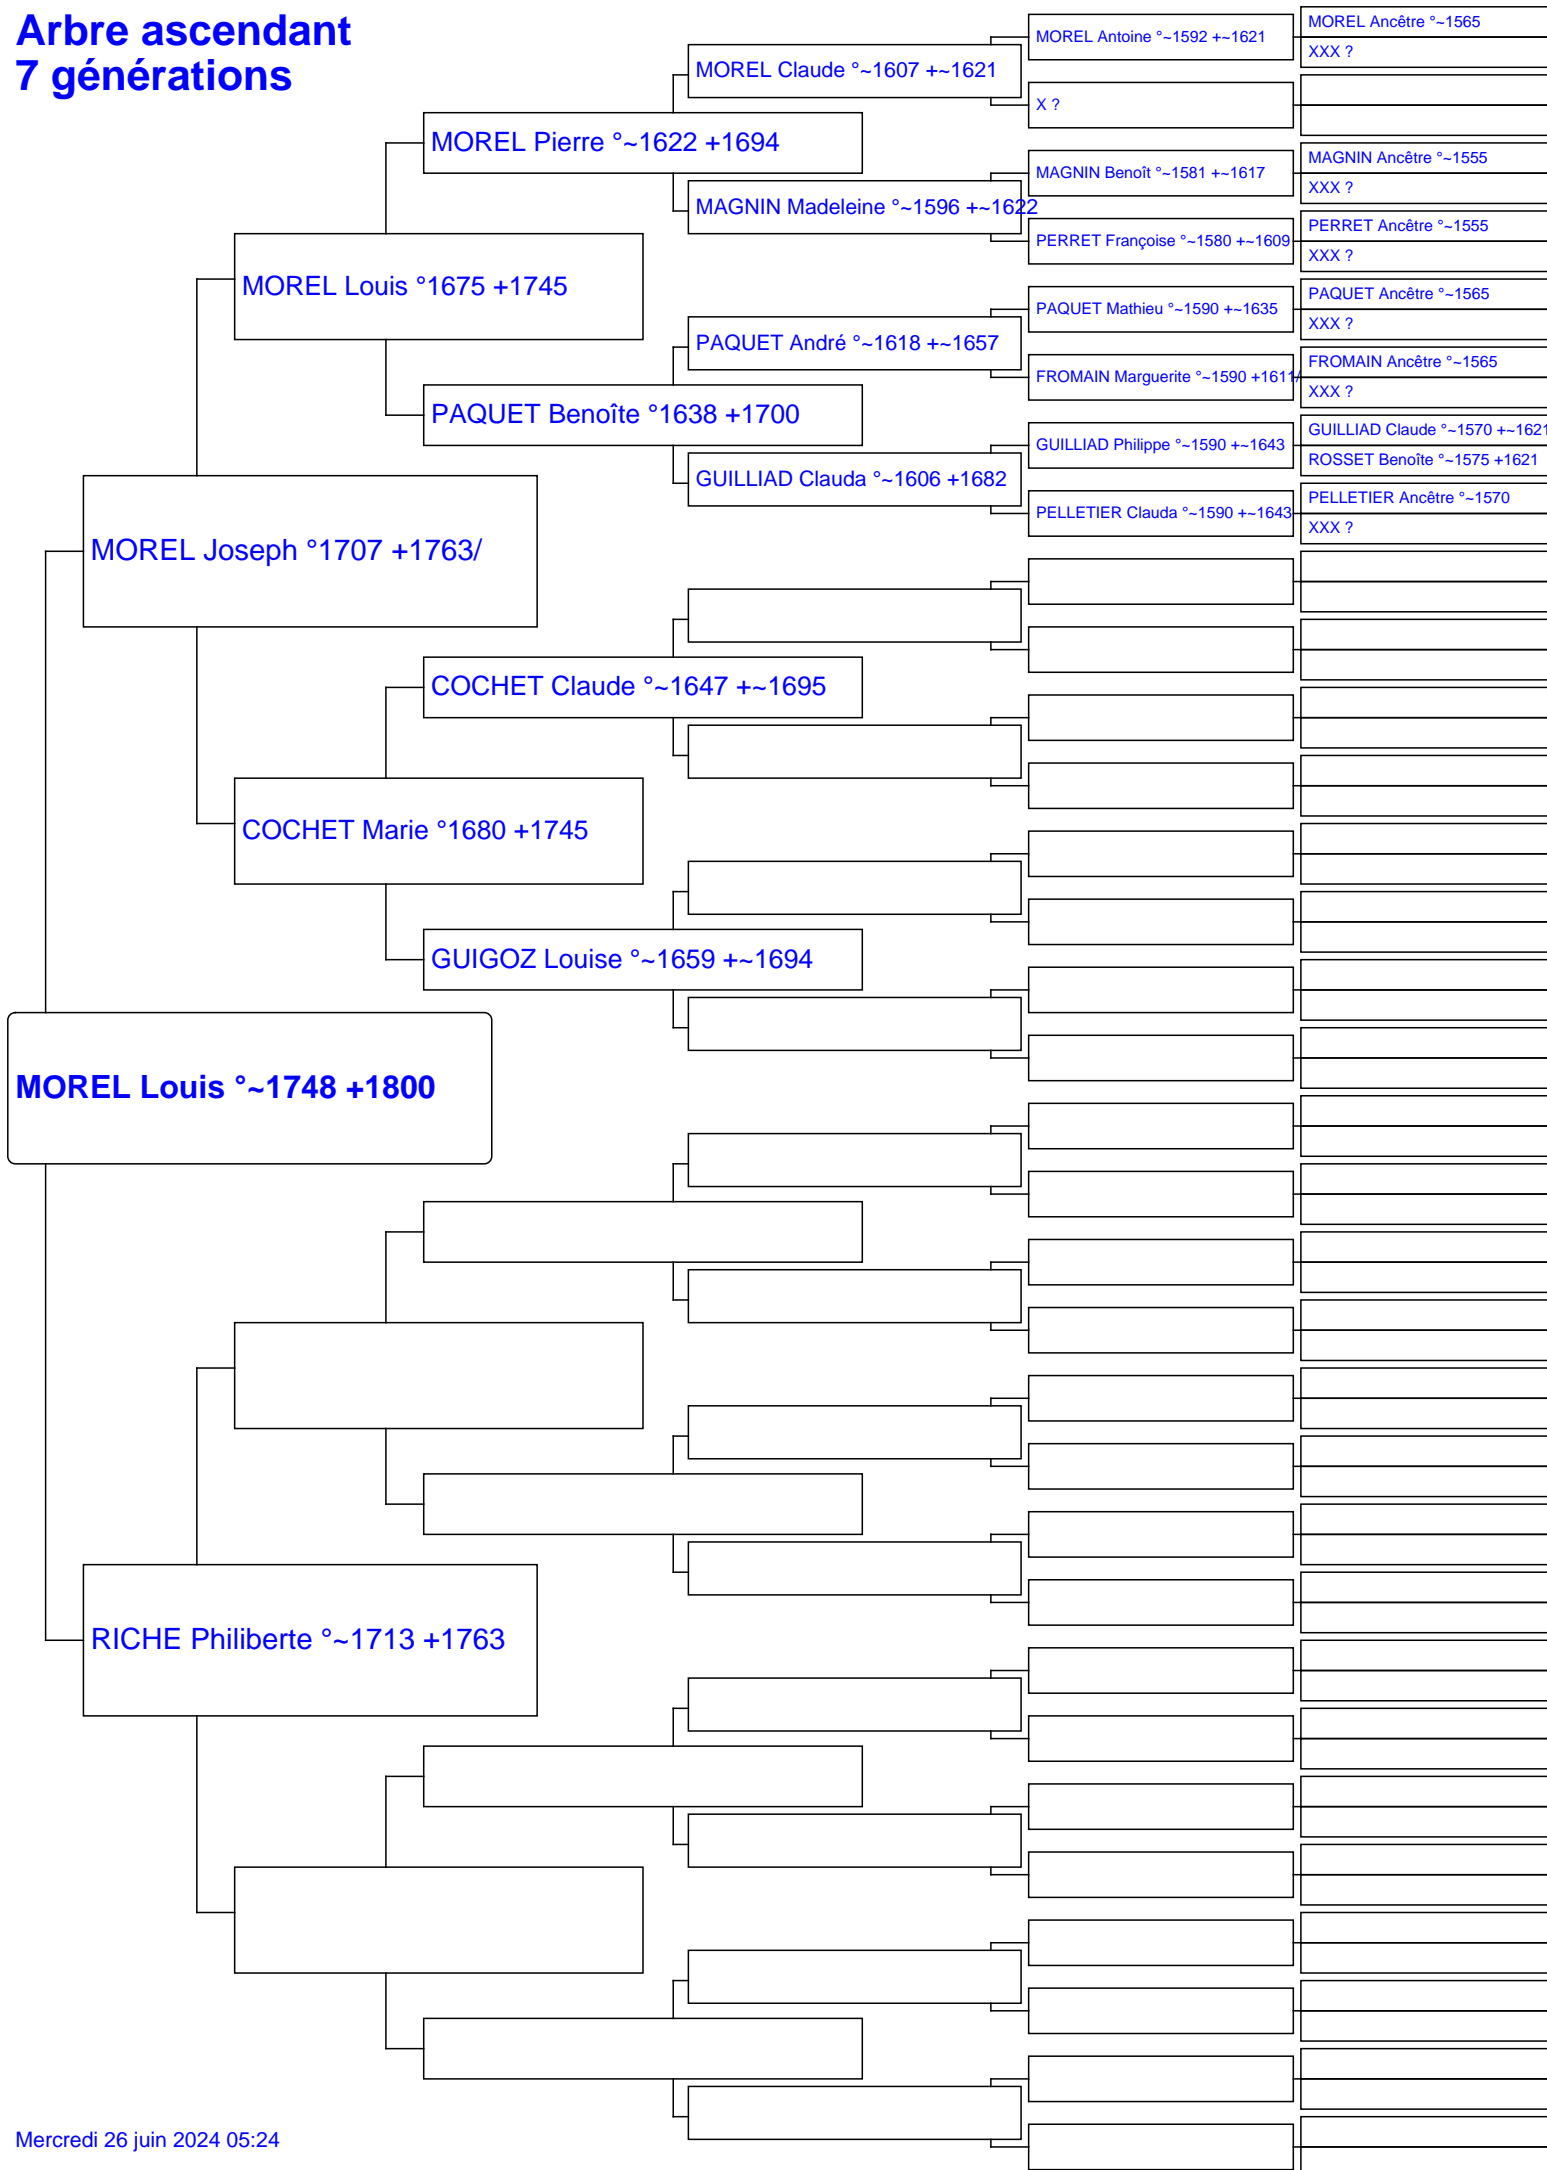 Arbre ascendant
7 générations
MOREL Louis °~1748 +1800
MOREL Joseph °1707 +1763/
RICHE Philiberte °~1713 +1763
MOREL Louis °1675 +1745
COCHET Marie °1680 +1745
MOREL Pierre °~1622 +1694
PAQUET Benoîte °1638 +1700
COCHET Claude °~1647 +~1695
GUIGOZ Louise °~1659 +~1694
MOREL Claude °~1607 +~1621
MAGNIN Madeleine °~1596 +~1622
PAQUET André °~1618 +~1657
GUILLIAD Clauda °~1606 +1682
MOREL Antoine °~1592 +~1621
X ?
MAGNIN Benoît °~1581 +~1617
PERRET Françoise °~1580 +~1609
PAQUET Mathieu °~1590 +~1635
FROMAIN Marguerite °~1590 +1611/
GUILLIAD Philippe °~1590 +~1643
PELLETIER Clauda °~1590 +~1643
MOREL Ancêtre °~1565
XXX ?
MAGNIN Ancêtre °~1555
XXX ?
PERRET Ancêtre °~1555
XXX ?
PAQUET Ancêtre °~1565
XXX ?
FROMAIN Ancêtre °~1565
XXX ?
GUILLIAD Claude °~1570 +~1621
ROSSET Benoîte °~1575 +1621
PELLETIER Ancêtre °~1570
XXX ?
Mercredi 26 juin 2024 05:24